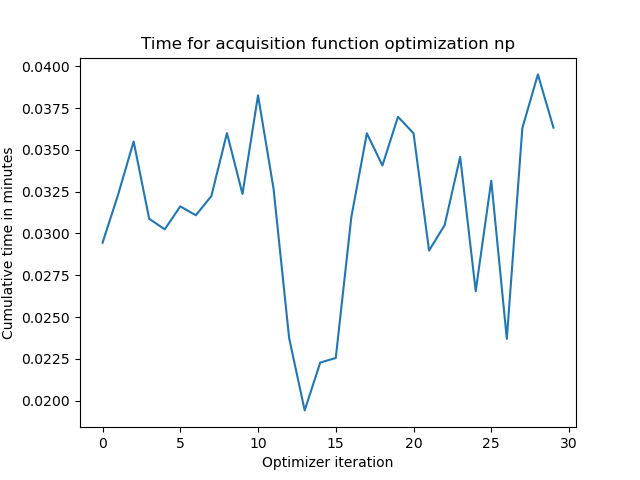 Time for acquisition function optimization np
Cumulative time in minutes
0.0400
0.0375
0.0350
0.0325
0.0300
0.0275
0.0250
0.0225
0.0200
0 5 10 15 20 25 30
Optimizer iteration